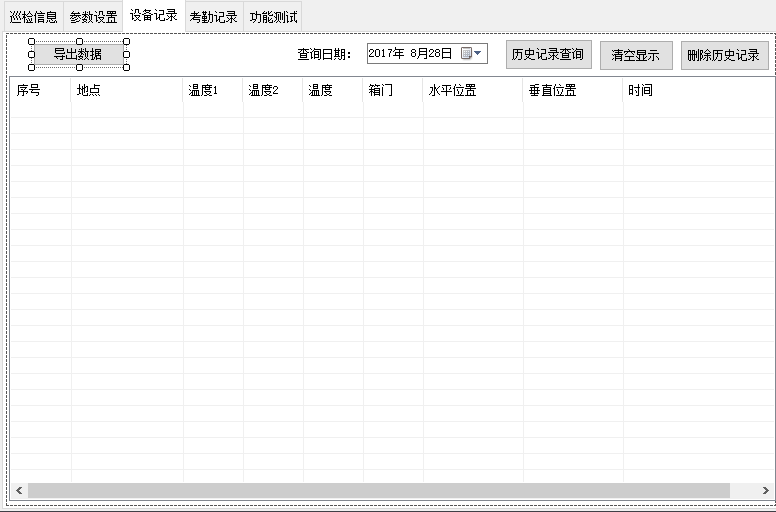 巡检信息 参数设置 设备记录 考勤记录 功能测试
导出数据 查询日期: 2017年 8月28日 历史记录查询 清空显示 删除历史记录
序号 地点 温度1 温度2 温度 箱门 水平位置 垂直位置 时间